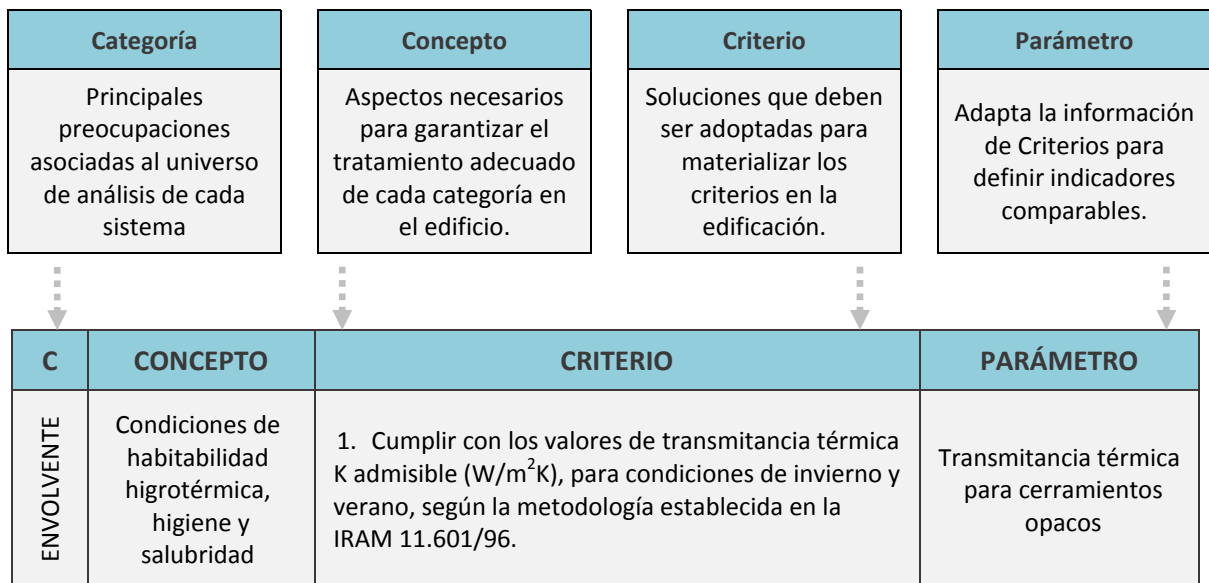 Categoría
Principales
preocupaciones
asociadas al universo
de análisis de cada
sistema
Concepto
Aspectos necesarios
para garantizar el
tratamiento adecuado
de cada categoría en
el edificio.
Criterio
Soluciones que deben
ser adoptadas para
materializar los
criterios en la
edificación.
Parámetro
Adapta la información
de Criterios para
definir indicadores
comparables.
C
CONCEPTO
CRITERIO
PARÁMETRO
ENVOLVENTE
Condiciones de
habitabilidad
higrotérmica,
higiene y
salubridad
1. Cumplir con los valores de transmitancia térmica
K admisible (W/m²K), para condiciones de invierno y
verano, según la metodología establecida en la
IRAM 11.601/96.
Transmitancia térmica
para cerramientos
opacos